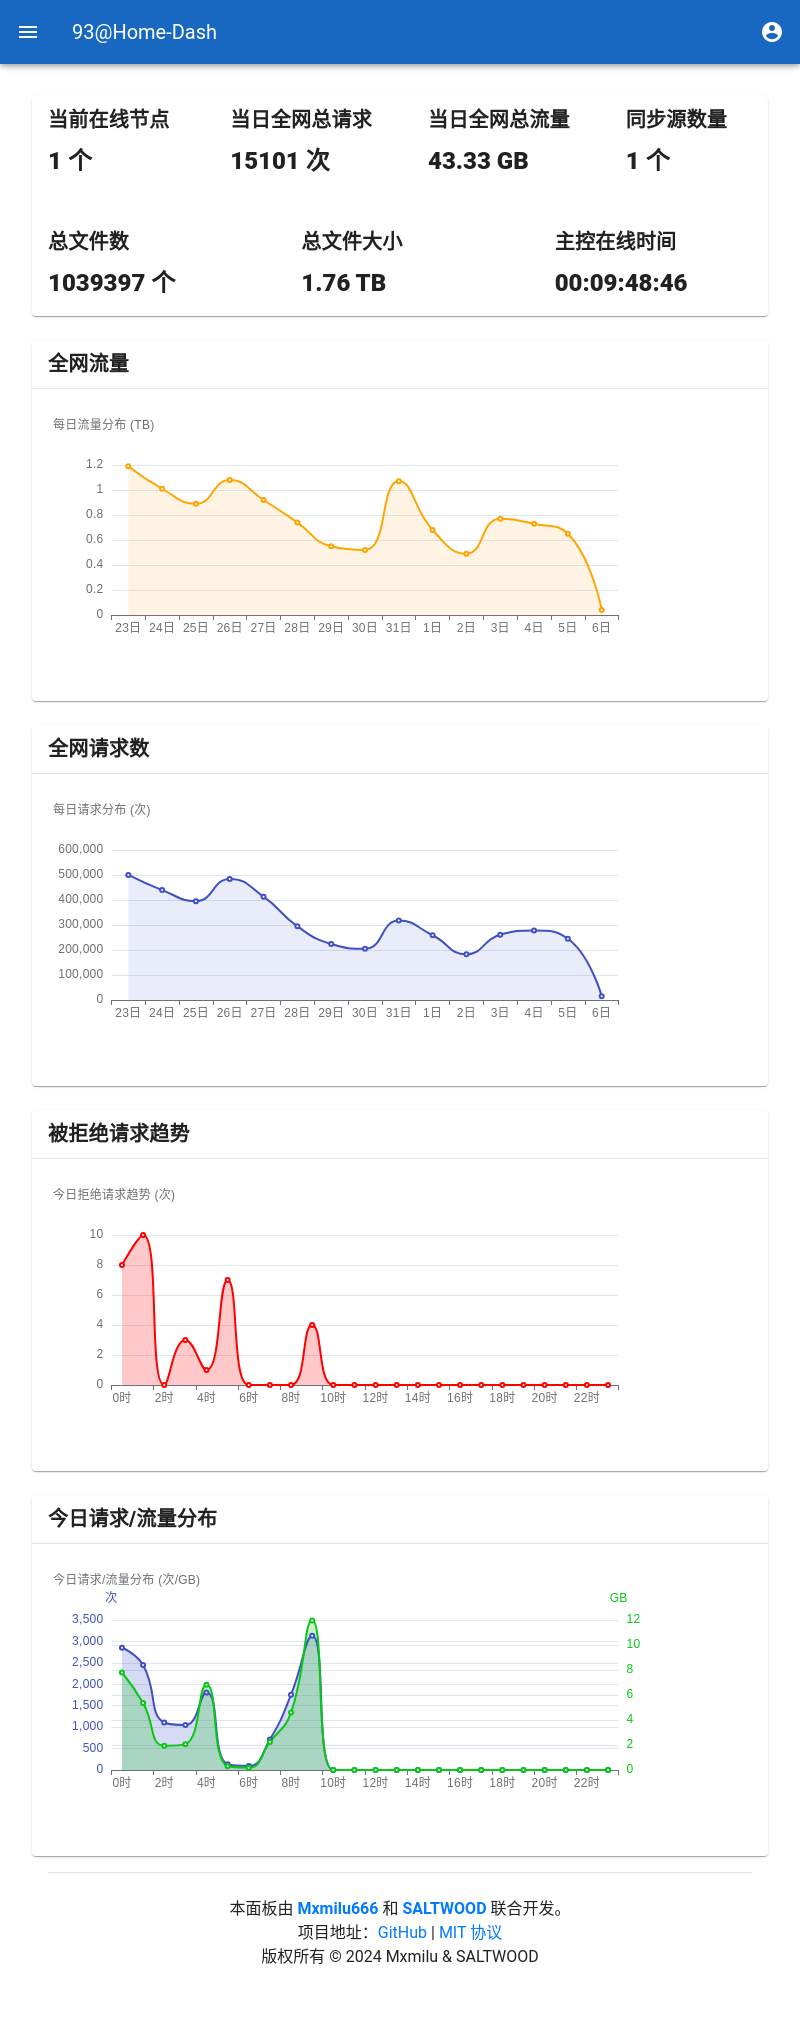 93@Home-Dash
当前在线节点 当日全网总请求 当日全网总流量 同步源数量
1 个 15101 次 43.33 GB 1 个
总文件数 总文件大小 主控在线时间
1039397 个 1.76 TB 00:09:48:46
全网流量
每日流量分布 (TB)
1.2
1
0.8
0.6
0.4
0.2
0
23日 24日 25日 26日 27日 28日 29日 30日 31日 1日 2日 3日 4日 5日 6日
全网请求数
每日请求分布 (次)
600,000
500,000
400,000
300,000
200,000
100,000
0
23日 24日 25日 26日 27日 28日 29日 30日 31日 1日 2日 3日 4日 5日 6日
被拒绝请求趋势
今日拒绝请求趋势 (次)
10
8
6
4
2
0
0时 2时 4时 6时 8时 10时 12时 14时 16时 18时 20时 22时
今日请求/流量分布
今日请求/流量分布 (次/GB)
次 GB
3,500 12
3,000 10
2,500 8
2,000 6
1,500 4
1,000 2
500 0
0
0时 2时 4时 6时 8时 10时 12时 14时 16时 18时 20时 22时
本面板由 Mxmilu666 和 SALTWOOD 联合开发。
项目地址：GitHub | MIT 协议
版权所有 © 2024 Mxmilu & SALTWOOD